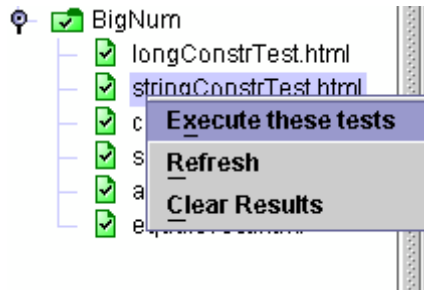 BigNum
longConstrTest.html
stringConstrTest.html
Execute these tests
Refresh
Clear Results